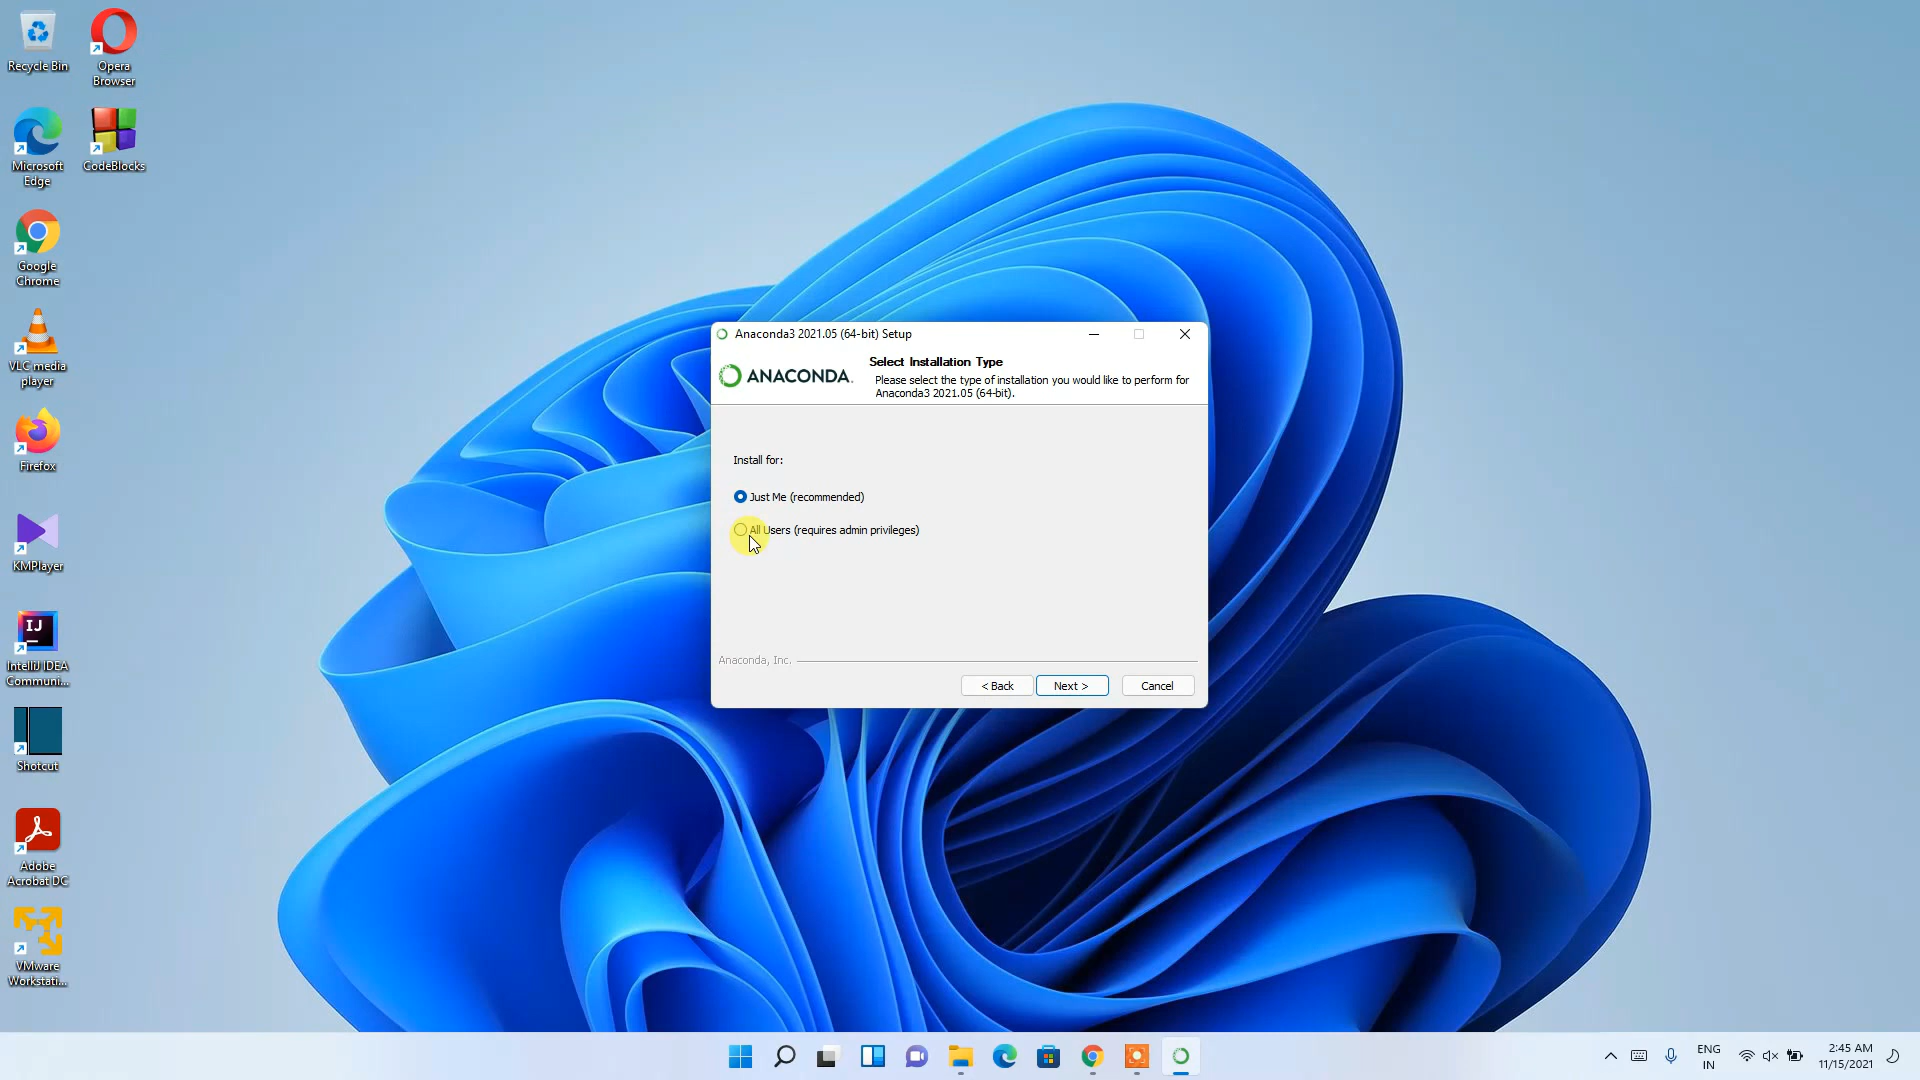 Recycle Bin
Opera
Browser
Microsoft
Edge
CodeBlocks
Google
Chrome
VLC media
player
Firefox
KMPlayer
IJ
IntelliJ IDEA
Communi...
Shotcut
Adobe
Acrobat DC
VMware
Workstati...
Anaconda3 2021.05 (64-bit) Setup
ANACONDA.
Select Installation Type
Please select the type of installation you would like to perform for
Anaconda3 2021.05 (64-bit).
Install for:
Just Me (recommended)
All Users (requires admin privileges)
Anaconda, Inc.
< Back
Next >
Cancel
ENG
IN
2:45 AM
11/15/2021